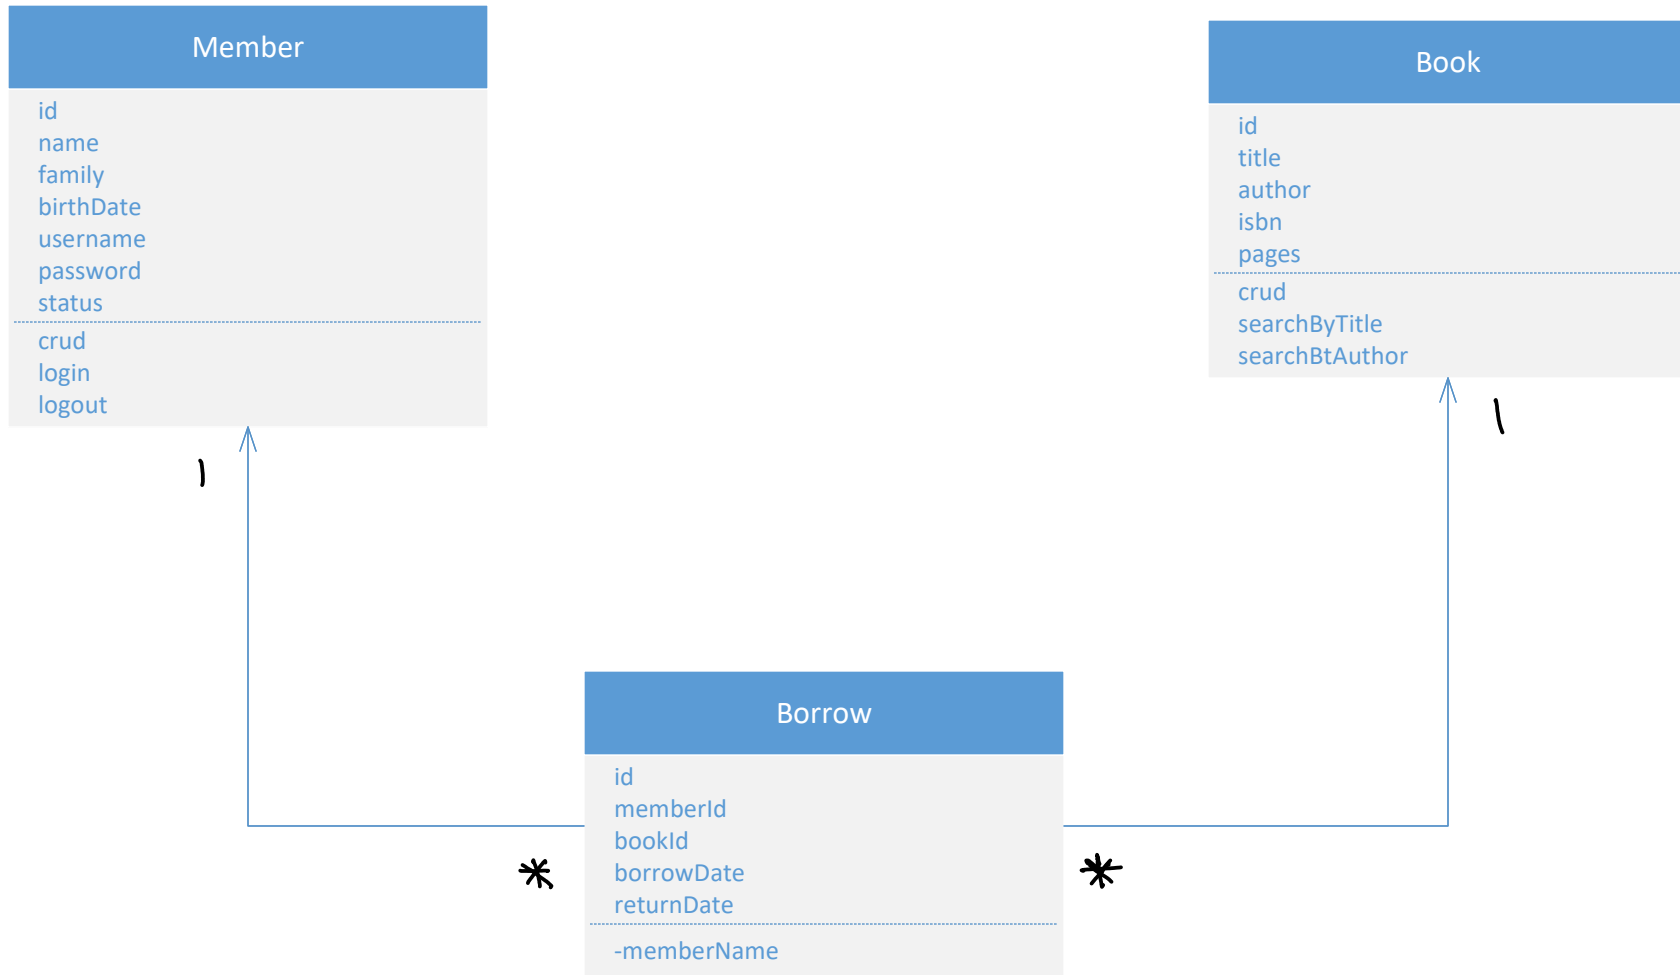 Member
id
name
family
birthDate
username
password
status
crud
login
logout
1
Book
id
title
author
isbn
pages
crud
searchByTitle
searchBtAuthor
1
Borrow
id
memberId
bookId
borrowDate
returnDate
-memberName
*
*